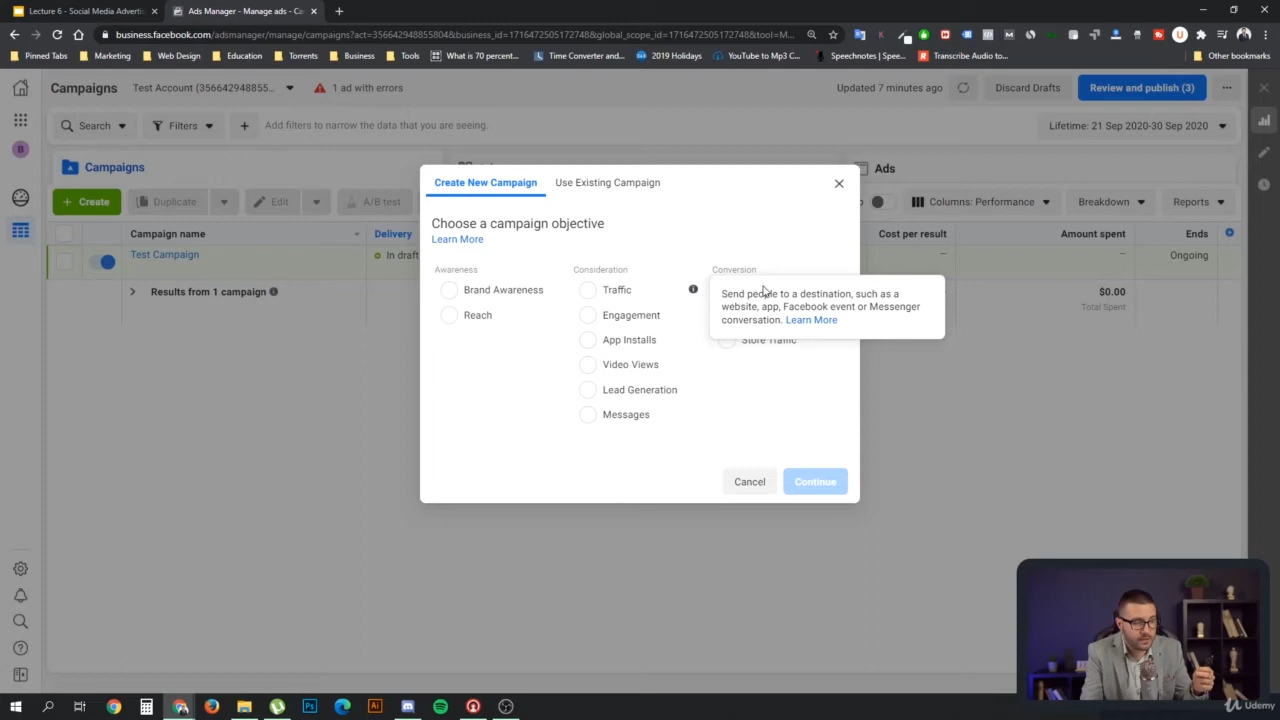 Lecture 6 - Social Media Adverti
Ads Manager - Manage ads - Ca
business.facebook.com/adsmanager/manage/campaigns?act=356642948855804&business_id=1716472505172748&global_scope_id=1716472505172748&tool=M...
Pinned Tabs
Marketing
Web Design
Education
Torrents
Business
Tools
What is 70 percent...
Time Converter and...
2019 Holidays
YouTube to Mp3 C...
Speechnotes | Spee...
Transcribe Audio to...
Other bookmarks
Campaigns
Test Account (3566429488 55...
1 ad with errors
Updated 7 minutes ago
Discard Drafts
Review and publish (3)
Search
Filters
Add filters to narrow the data that you are seeing.
Lifetime: 21 Sep 2020-30 Sep 2020
Campaigns
Ads
Create
Duplicate
Edit
A/B test
Columns: Performance
Breakdown
Reports
Campaign name
Delivery
Cost per result
Amount spent
Ends
Test Campaign
In draft
–
–
Ongoing
Results from 1 campaign
$0.00
Total Spent
Create New Campaign
Use Existing Campaign
Choose a campaign objective
Learn More
Awareness
Consideration
Conversion
Brand Awareness
Reach
Traffic
Engagement
App Installs
Video Views
Lead Generation
Messages
Send people to a destination, such as a
website, app, Facebook event or Messenger
conversation. Learn More
Store Traffic
Cancel
Continue
Udemy